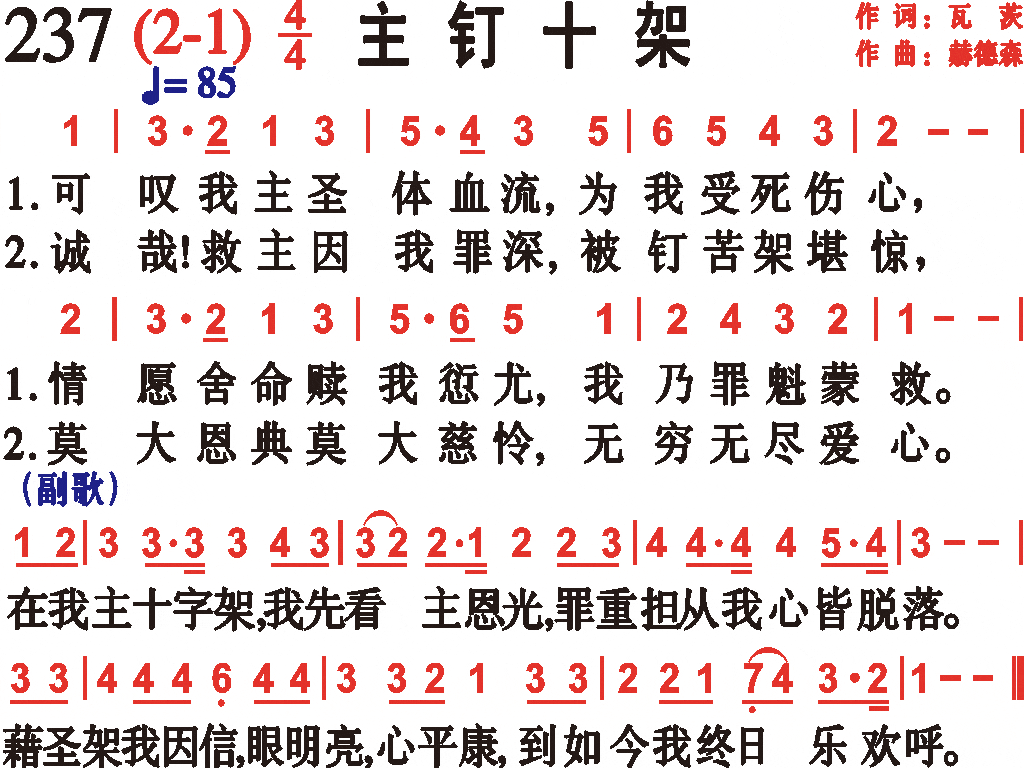 237 (2-1) 4/4 主钉十架 作词：瓦茨
♩= 85 作曲：赫德森
1 | 3·2 1 3 | 5·4 3 5 | 6 5 4 3 | 2 - - |
1.可 叹我主圣 体血流,为 我受死伤心,
2.诚 哉!救主因 我罪深,被 钉苦架堪惊,
2 | 3·2 1 3 | 5·6 5 1 | 2 4 3 2 | 1 - - |
1.情 愿舍命赎 我愆尤,我 乃罪魁蒙救。
2.莫 大恩典莫 大慈怜,无 穷无尽爱心。
(副歌)
1 2 | 3 3·3 3 4 3 | 3 2 2·1 2 2 3 | 4 4·4 4 5·4 | 3 - - |
在我主十字架,我先看 主恩光,罪重担从我心皆脱落。
3 3 | 4 4 4 6 4 4 | 3 3 2 1 3 3 | 2 2 1 7 4 3·2 | 1 - - ‖
藉圣架我因信,眼明亮,心平康,到如今我终日 乐欢呼。